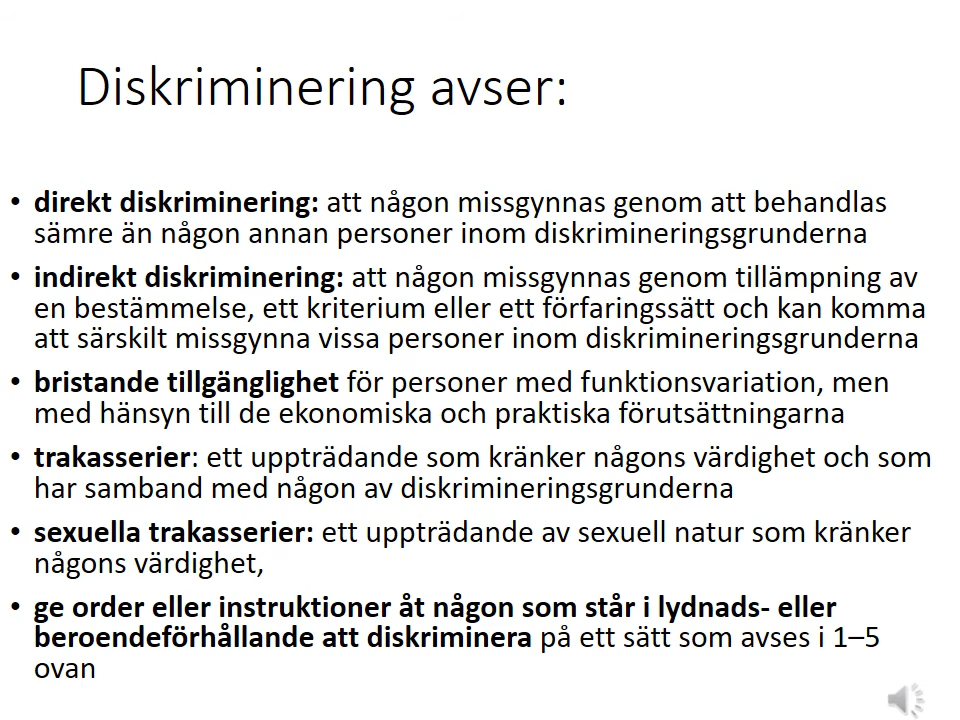 Diskriminering avser:
• direkt diskriminering: att någon missgynnas genom att behandlas
sämre än någon annan personer inom diskrimineringsgrunderna
• indirekt diskriminering: att någon missgynnas genom tillämpning av
en bestämmelse, ett kriterium eller ett förfaringssätt och kan komma
att särskilt missgynna vissa personer inom diskrimineringsgrunderna
• bristande tillgänglighet för personer med funktionsvariation, men
med hänsyn till de ekonomiska och praktiska förutsättningarna
• trakasserier: ett uppträdande som kränker någons värdighet och som
har samband med någon av diskrimineringsgrunderna
• sexuella trakasserier: ett uppträdande av sexuell natur som kränker
någons värdighet,
• ge order eller instruktioner åt någon som står i lydnads- eller
beroendeförhållande att diskriminera på ett sätt som avses i 1–5
ovan